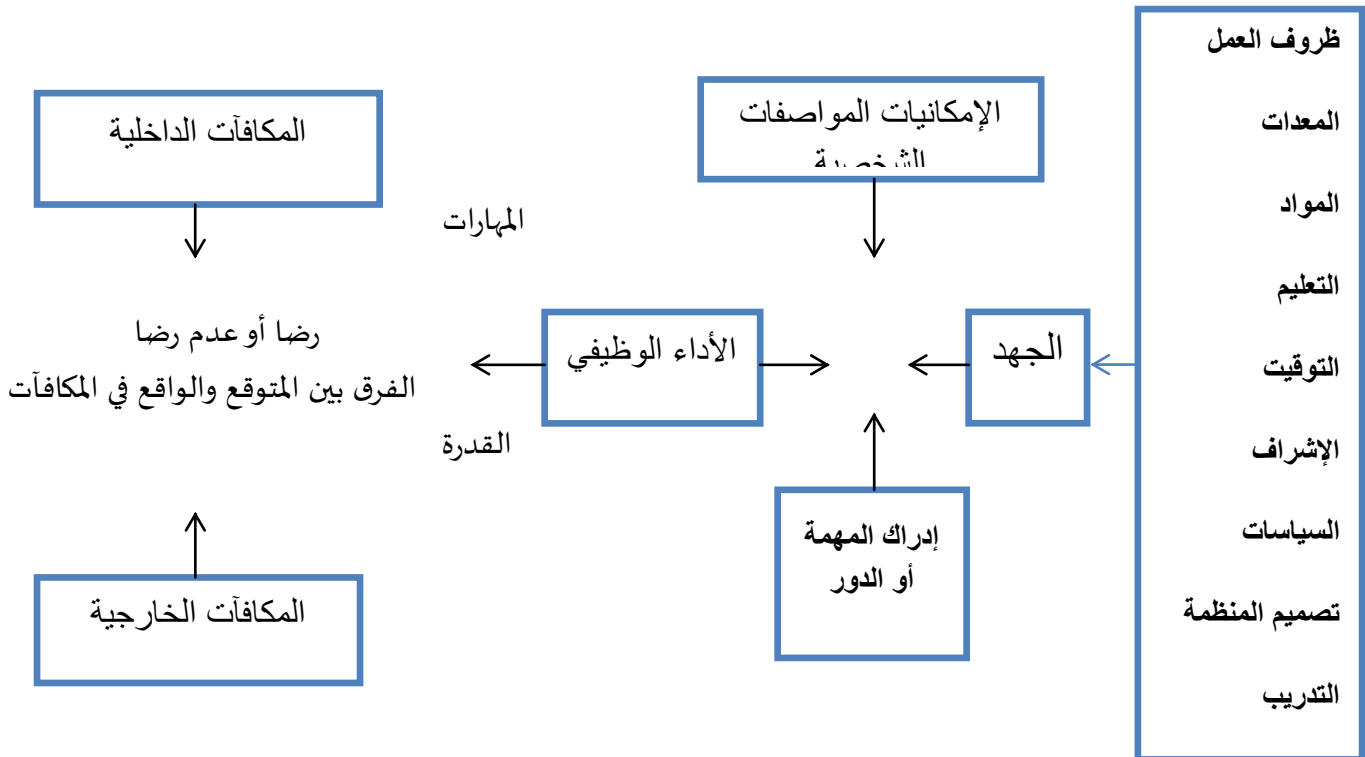 ظروف العمل
المعدات
المواد
التعليم
التوقيت
الإشراف
السياسات
تصميم المنظمة
التدريب
الجهد
الإمكانيات المواصفات
الشخصية
إدراك المهمة
أو الدور
الأداء الوظيفي
المهارات
القدرة
المكافآت الداخلية
رضا أو عدم رضا
الفرق بين المتوقع والواقع في المكافآت
المكافآت الخارجية